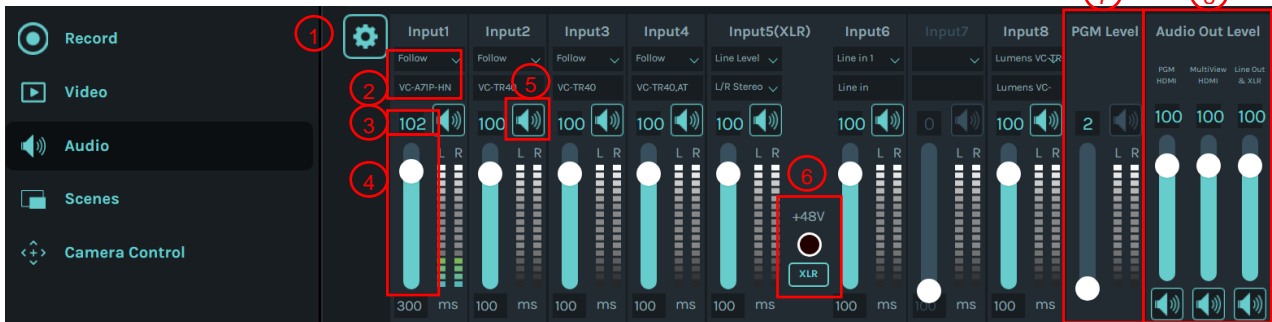 7 8
Record
1
Input1 Input2 Input3 Input4 Input5(XLR) Input6 Input7 Input8 PGM Level Audio Out Level
Follow Follow Follow Follow Line Level Line in 1 Lumens VC-TR
PGM HDMI MultiView HDMI Line Out & XLR
Video
2
VC-A71P-HN VC-TR40 5 VC-TR40 VC-TR40,AT L/R Stereo Line in Lumens VC-
3
102 100 100 100 100 100 0 100 2 100 100 100
Audio
L R L R L R L R L R L R L R L R L R
4
6
Scenes
+48V
Camera Control
XLR
300 ms 100 ms 100 ms 100 ms 100 ms 100 ms 100 ms 100 ms